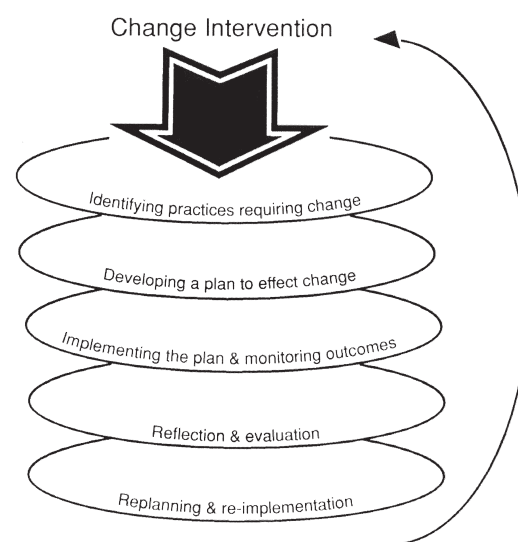 Change Intervention
Identifying practices requiring change
Developing a plan to effect change
Implementing the plan & monitoring outcomes
Reflection & evaluation
Replanning & re-implementation